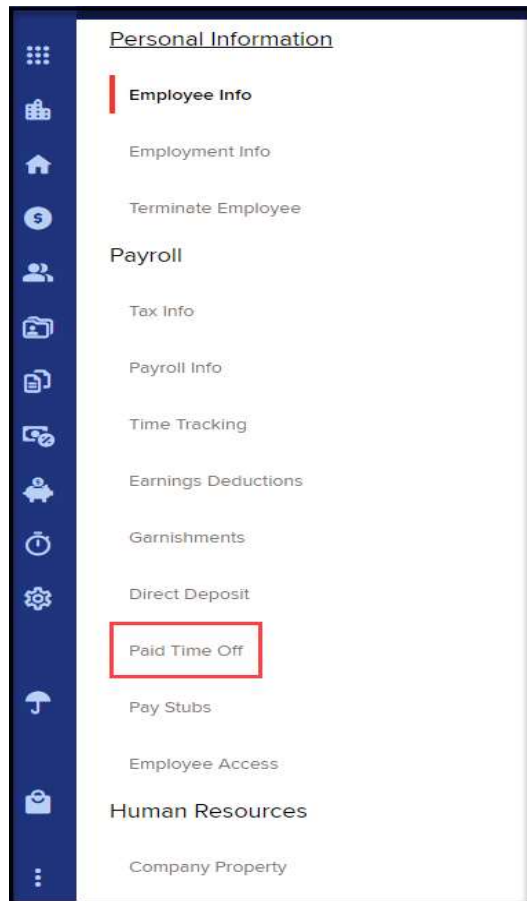 Personal Information
Employee Info
Employment Info
Terminate Employee
Payroll
Tax Info
Payroll Info
Time Tracking
Earnings Deductions
Garnishments
Direct Deposit
Paid Time Off
Pay Stubs
Employee Access
Human Resources
Company Property